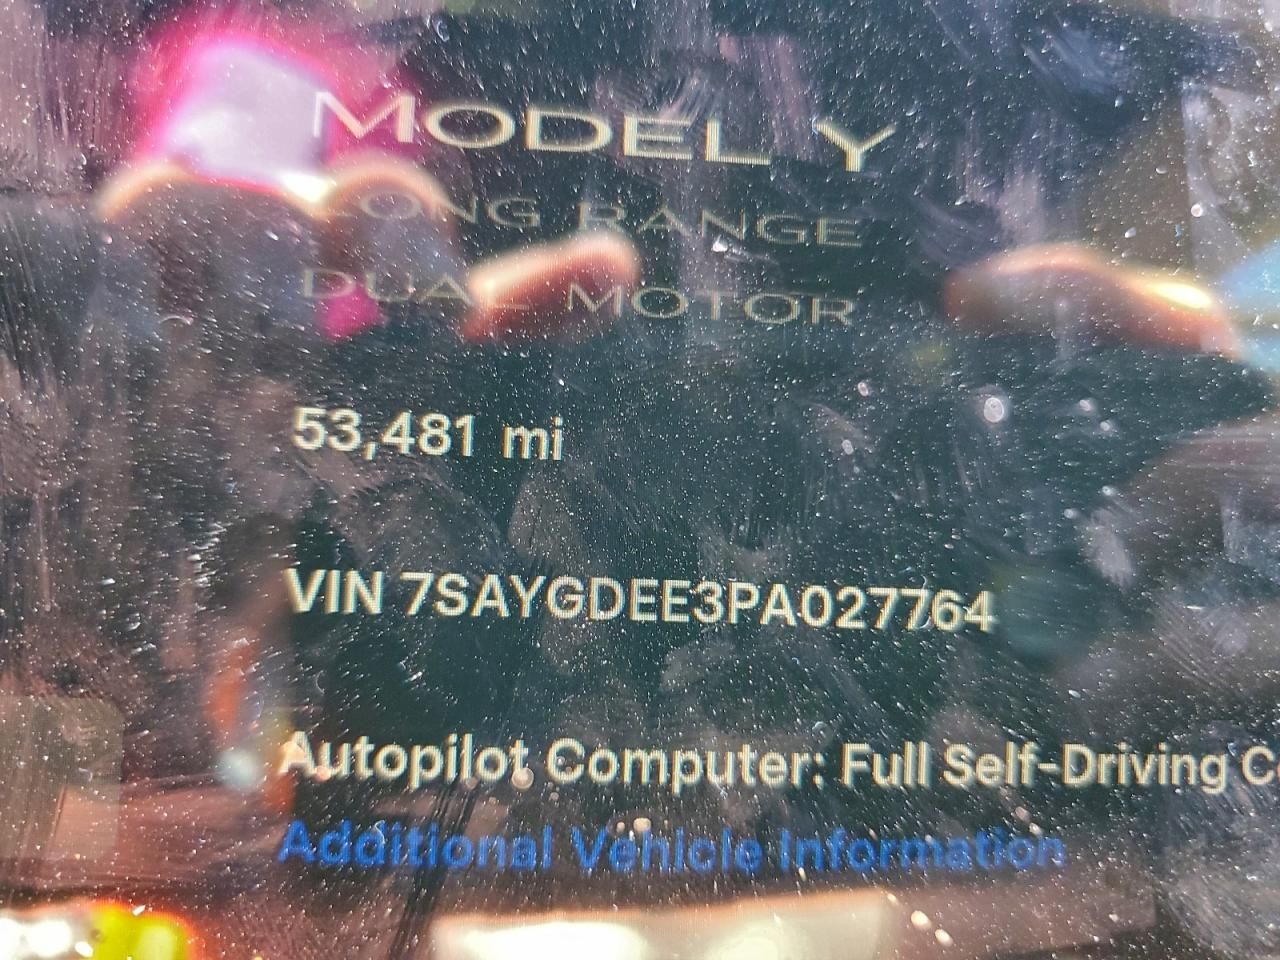 MODEL Y
LONG RANGE
DUAL MOTOR
53,481 mi
VIN 7SAYGDEE3PA027764
Autopilot Computer: Full Self-Driving
Additional Vehicle Information